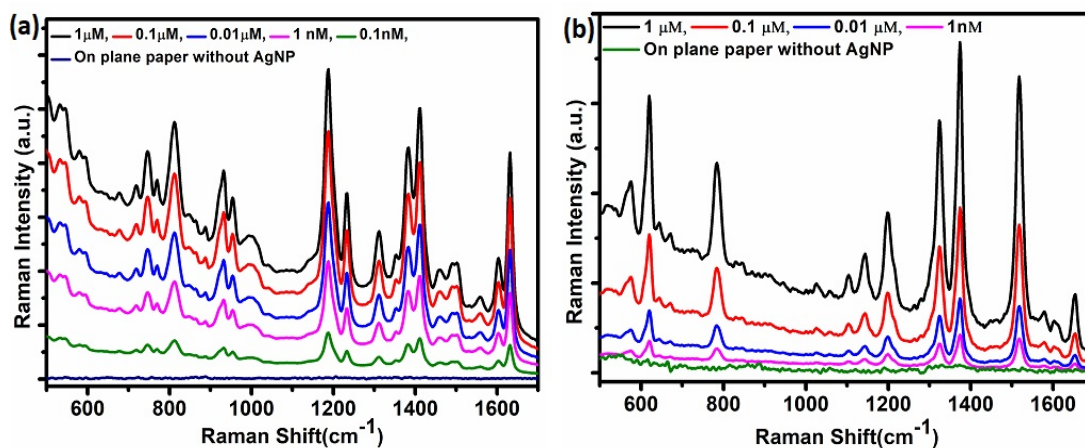 (a)
1μM, 0.1μM, 0.01μM, 1 nM, 0.1nM,
On plane paper without AgNP
Raman Intensity (a.u.)
600 800 1000 1200 1400 1600
Raman Shift(cm⁻¹)
(b)
1 μM, 0.1 μM, 0.01 μM, 1nM
On plane paper without AgNP
Raman Intensity (a.u.)
600 800 1000 1200 1400 1600
Raman Shift(cm⁻¹)